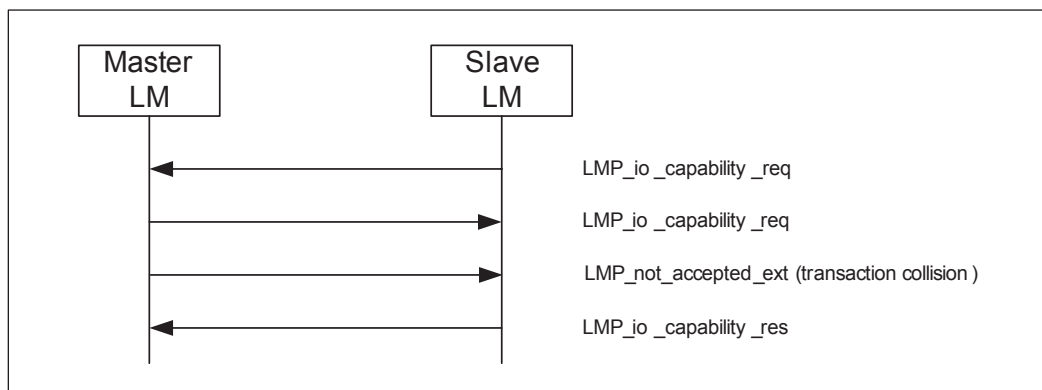 Master
LM
Slave
LM
LMP_io _capability _req
LMP_io _capability _req
LMP_not_accepted_ext (transaction collision )
LMP_io _capability _res